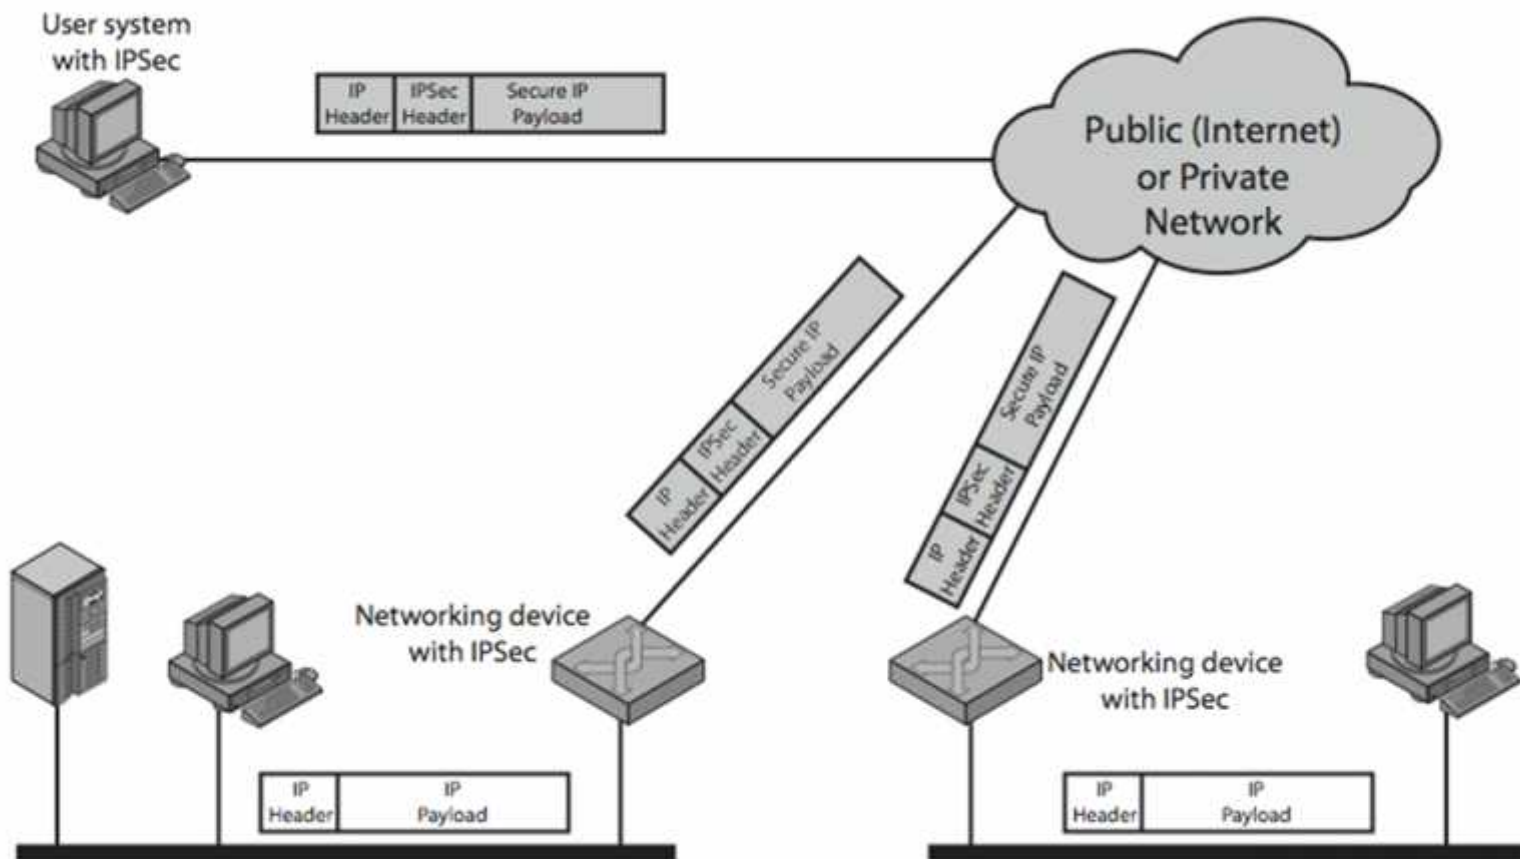 User system
with IPSec
IP
Header
IPSec
Header
Secure IP
Payload
Public (Internet)
or Private
Network
IP
Header
IPSec
Header
Secure IP
Payload
IP
Header
IPSec
Header
Secure IP
Payload
Networking device
with IPSec
Networking device
with IPSec
IP
Header
IP
Payload
IP
Header
IP
Payload